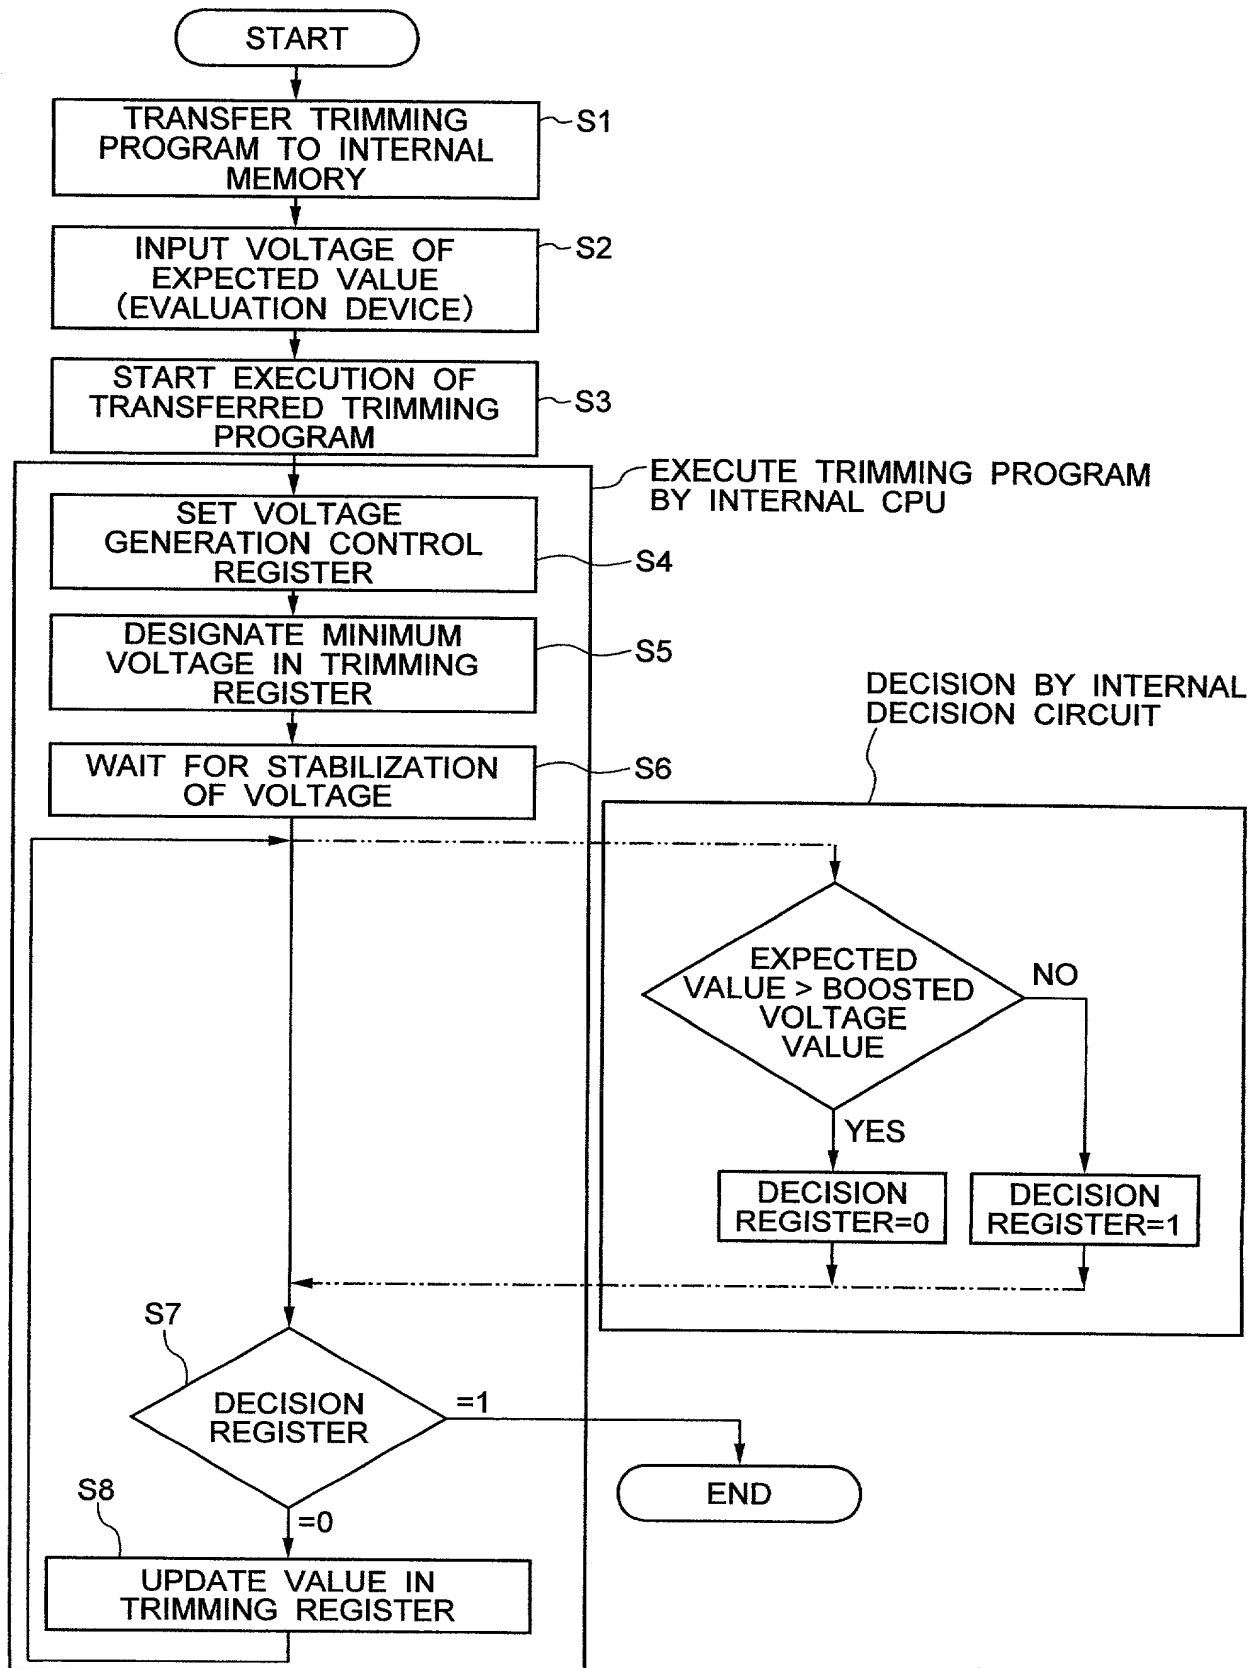 START
TRANSFER TRIMMING
PROGRAM TO INTERNAL
MEMORY
S1
INPUT VOLTAGE OF
EXPECTED VALUE
(EVALUATION DEVICE)
S2
START EXECUTION OF
TRANSFERRED TRIMMING
PROGRAM
S3
EXECUTE TRIMMING PROGRAM
BY INTERNAL CPU
SET VOLTAGE
GENERATION CONTROL
REGISTER
S4
DESIGNATE MINIMUM
VOLTAGE IN TRIMMING
REGISTER
S5
WAIT FOR STABILIZATION
OF VOLTAGE
S6
DECISION BY INTERNAL
DECISION CIRCUIT
EXPECTED
VALUE > BOOSTED
VOLTAGE
VALUE
NO
YES
DECISION
REGISTER=0
DECISION
REGISTER=1
S7
DECISION
REGISTER
=1
END
=0
S8
UPDATE VALUE IN
TRIMMING REGISTER